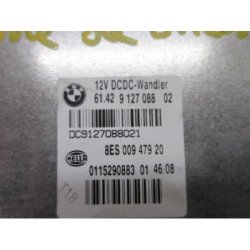 12V DCDC-Wandler
61.42 9 127 088 02
DC9127088021
8ES 009 479 20
HELLA
0115290883 01 46 08
T18